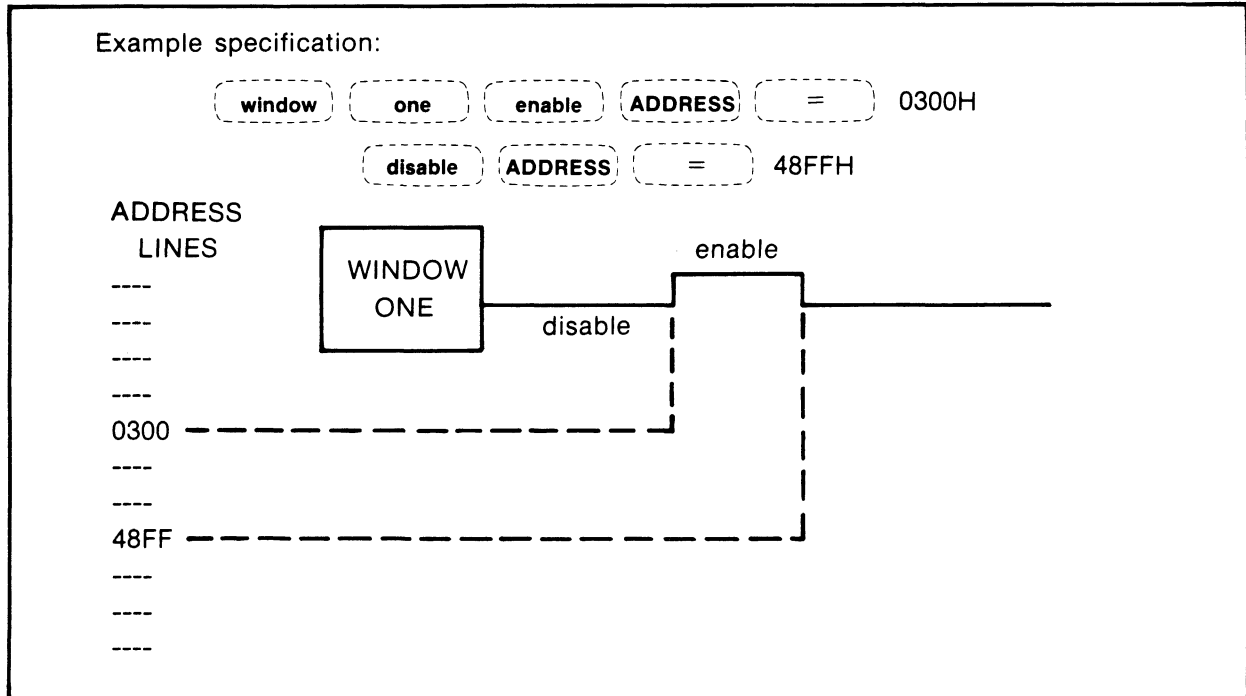 Example specification:
window one enable ADDRESS = 0300H
disable ADDRESS = 48FFH
ADDRESS
LINES
WINDOW
ONE
enable
disable
----
----
----
----
0300
----
----
48FF
----
----
----